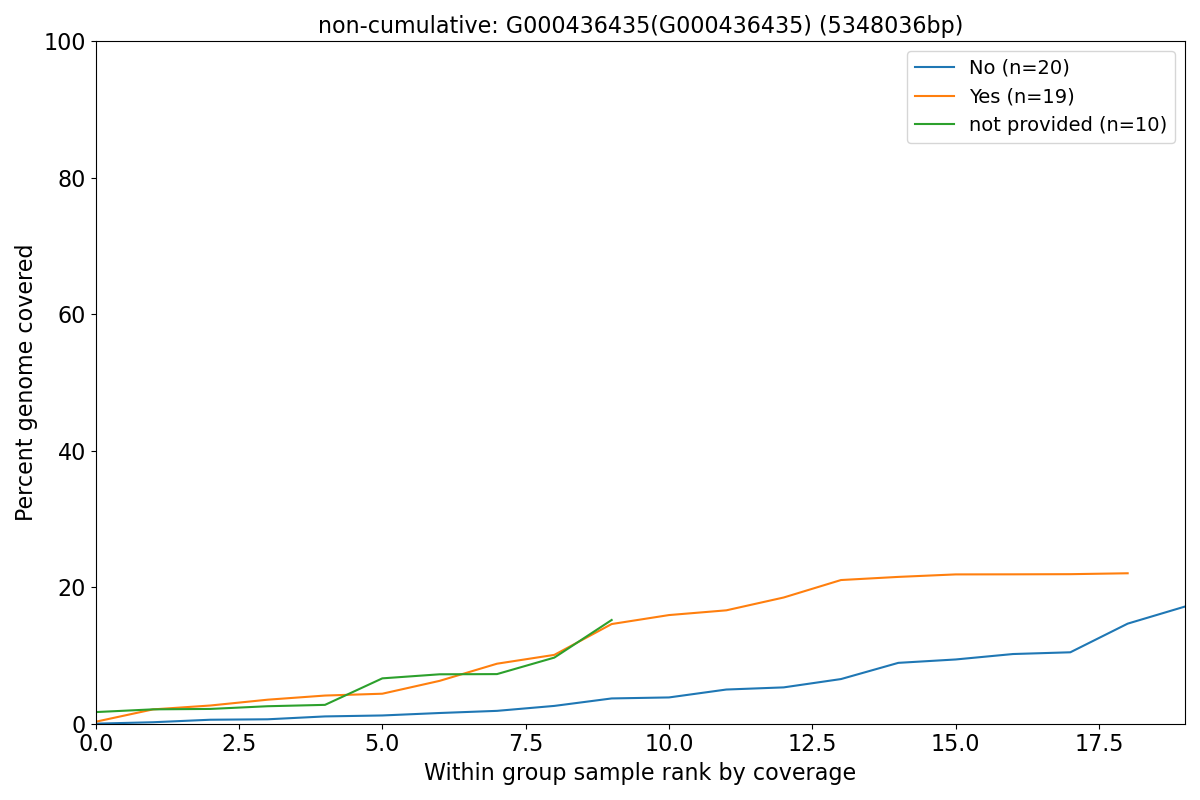 non-cumulative: G000436435(G000436435) (5348036bp)
No (n=20)
Yes (n=19)
not provided (n=10)
Percent genome covered
100
80
60
40
20
0
0.0 2.5 5.0 7.5 10.0 12.5 15.0 17.5
Within group sample rank by coverage